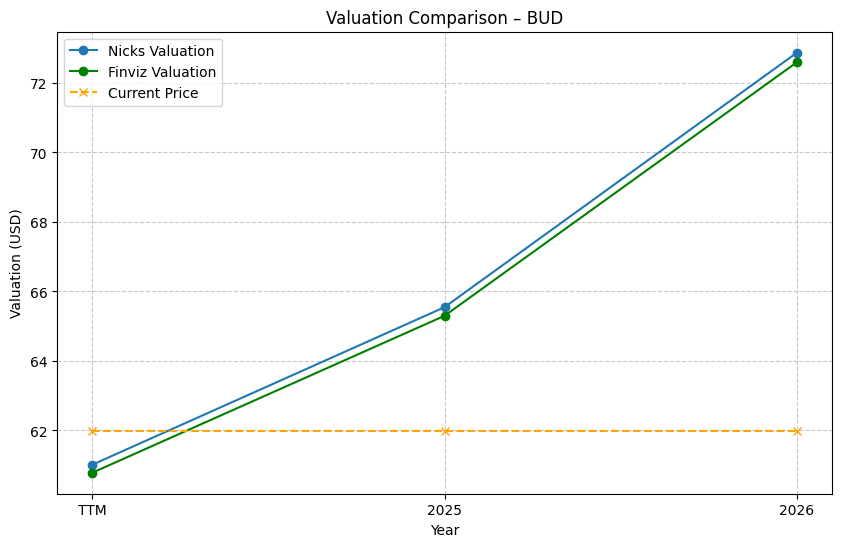 Valuation Comparison – BUD
Nicks Valuation
Finviz Valuation
Current Price
Valuation (USD)
72
70
68
66
64
62
TTM
2025
2026
Year